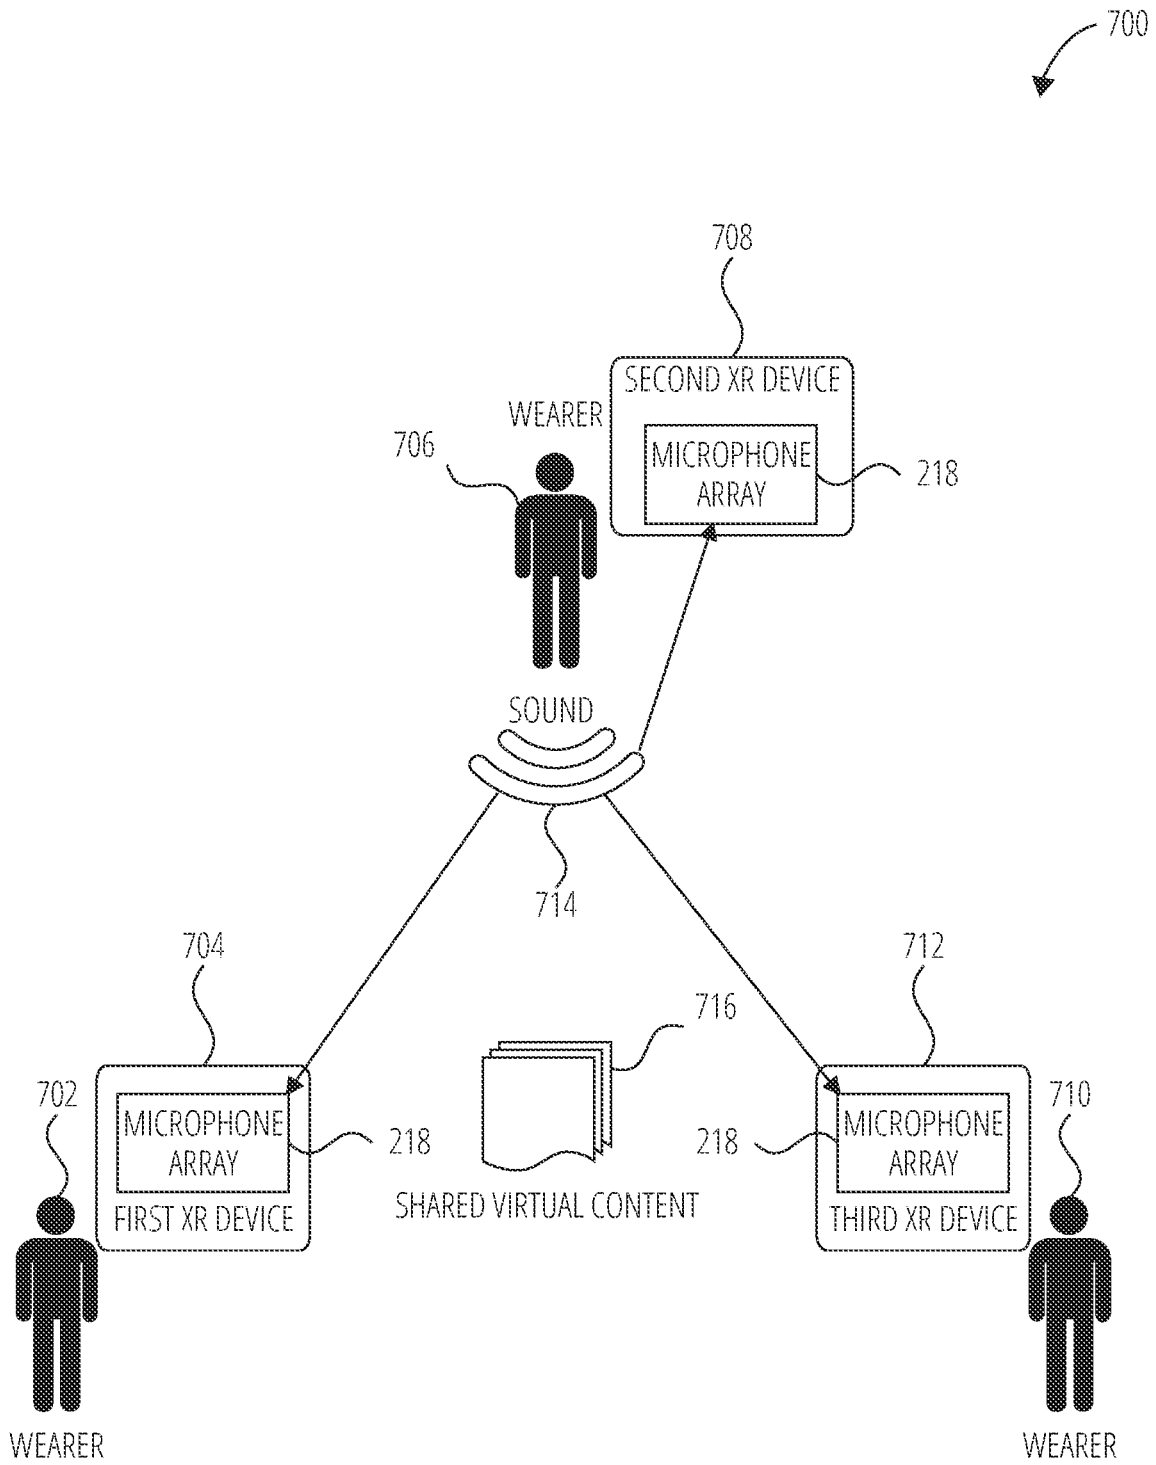 700
708
SECOND XR DEVICE
WEARER
706
MICROPHONE
ARRAY
218
SOUND
714
704
712
716
702
MICROPHONE
ARRAY
218
FIRST XR DEVICE
SHARED VIRTUAL CONTENT
218
MICROPHONE
ARRAY
THIRD XR DEVICE
710
WEARER
WEARER